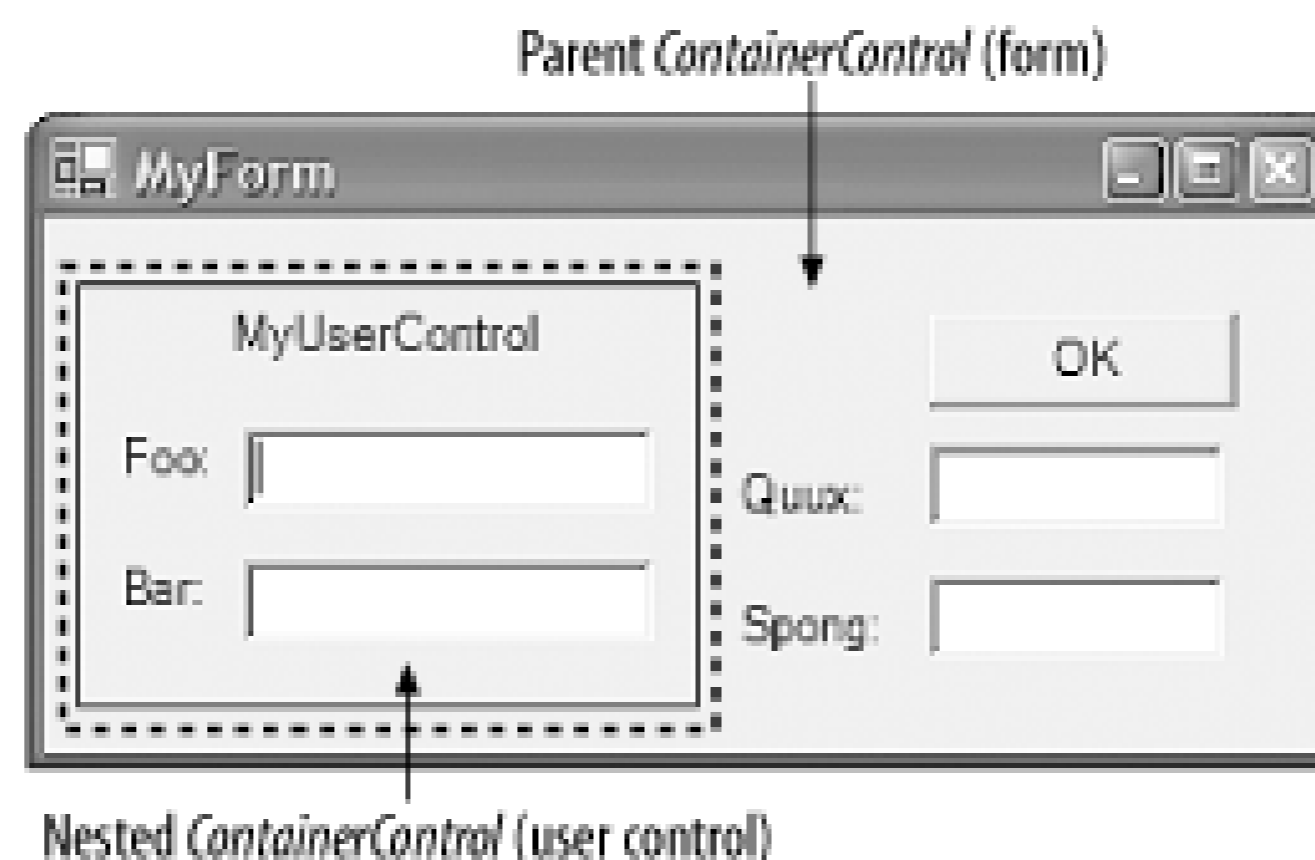 Parent ContainerControl (form)
MyForm
MyUserControl
OK
Foo:
Quux:
Bar:
Spong:
Nested ContainerControl (user control)